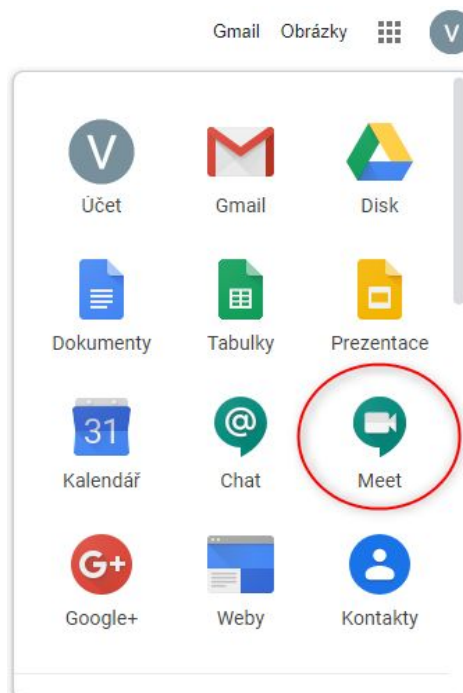 Gmail Obrázky V
V
Účet Gmail Disk
Dokumenty Tabulky Prezentace
31 @
Kalendář Chat Meet
G+
Google+ Weby Kontakty